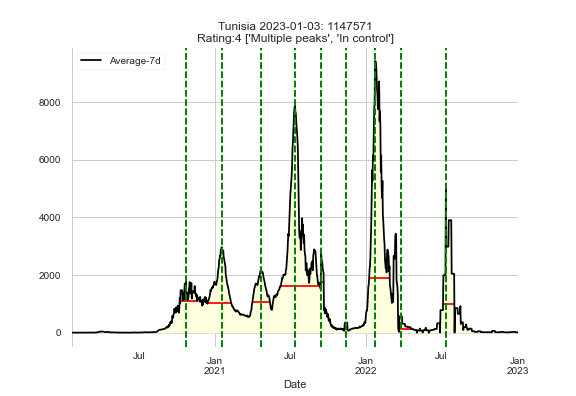 Tunisia 2023-01-03: 1147571
Rating:4 ['Multiple peaks', 'In control']
Average-7d
8000
6000
4000
2000
0
Jul
Jan
2021
Jul
Jan
2022
Jul
Jan
2023
Date